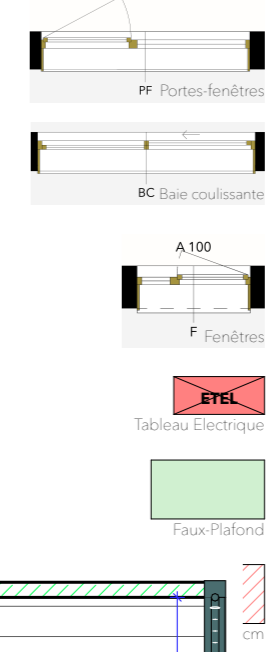 PF Portes-fenêtres
BC Baie coulissante
A 100
F Fenêtres
ETEL
Tableau Electrique
Faux-Plafond
cm